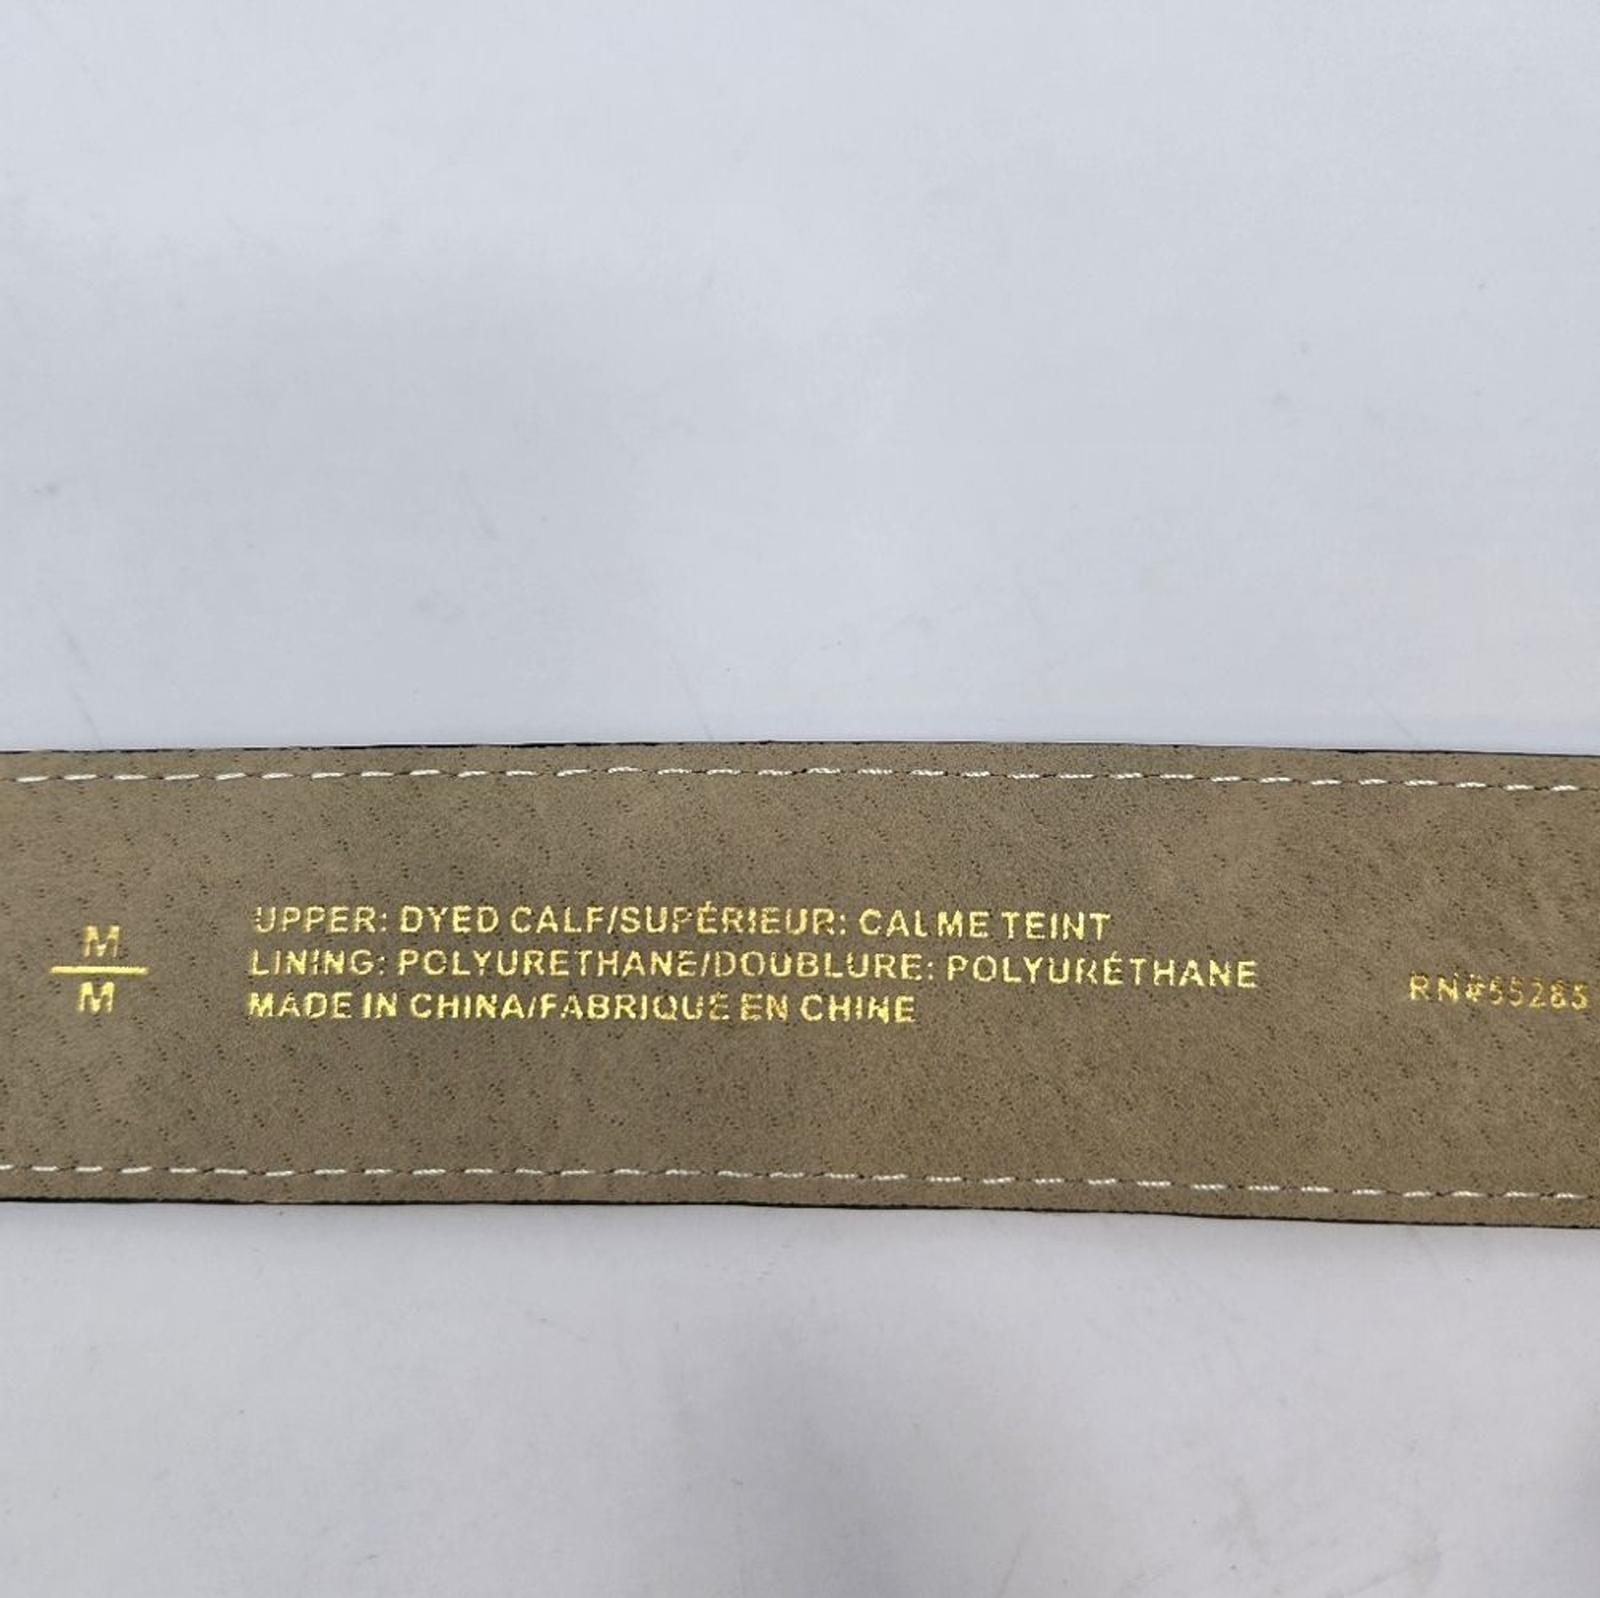 M
M
UPPER: DYED CALF/SUPÉRIEUR: CALME TEINT
LINING: POLYURETHANE/DOUBLURE: POLYURÉTHANE
MADE IN CHINA/FABRIQUE EN CHINE
RN#55285